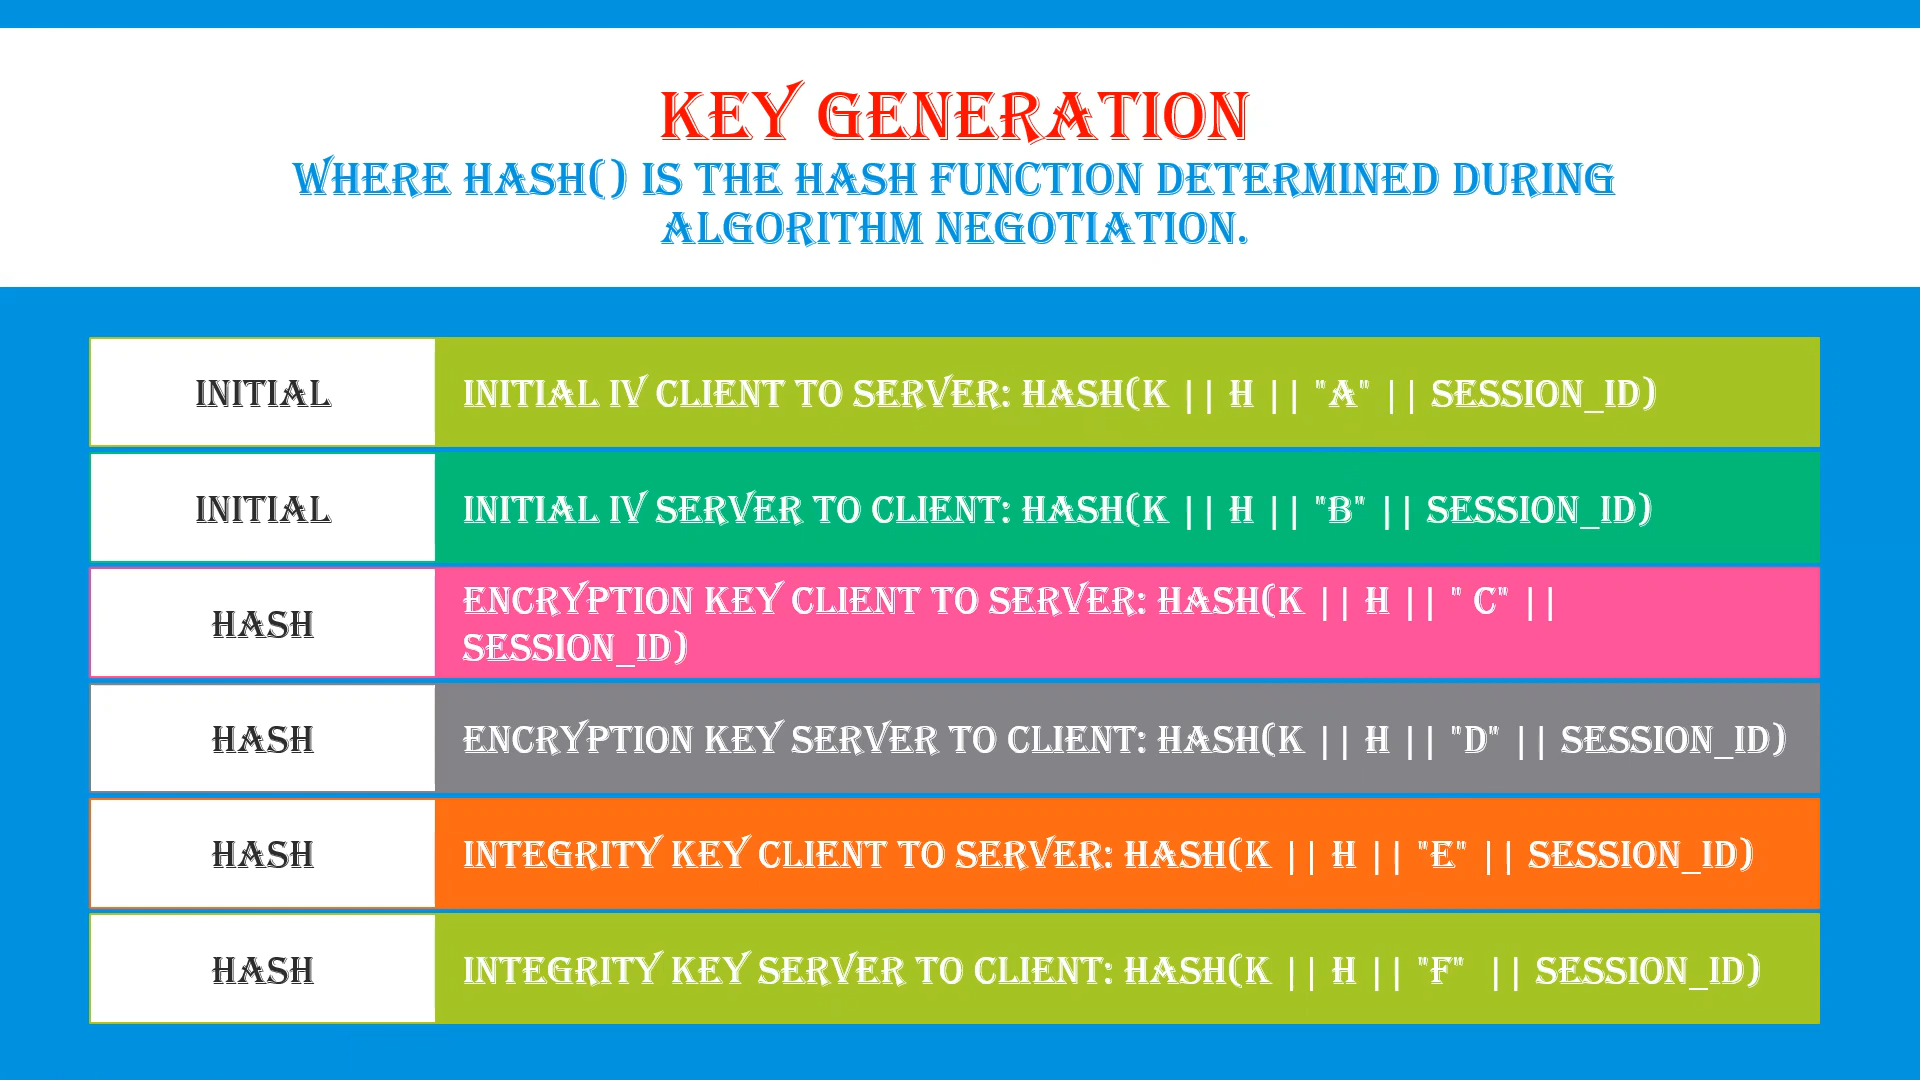 KEY GENERATION
WHERE HASH() IS THE HASH FUNCTION DETERMINED DURING
ALGORITHM NEGOTIATION.
INITIAL
INITIAL IV CLIENT TO SERVER: HASH(K || H || "A" || SESSION_ID)
INITIAL
INITIAL IV SERVER TO CLIENT: HASH(K || H || "B" || SESSION_ID)
HASH
ENCRYPTION KEY CLIENT TO SERVER: HASH(K || H || " C" ||
SESSION_ID)
HASH
ENCRYPTION KEY SERVER TO CLIENT: HASH(K || H || "D" || SESSION_ID)
HASH
INTEGRITY KEY CLIENT TO SERVER: HASH(K || H || "E" || SESSION_ID)
HASH
INTEGRITY KEY SERVER TO CLIENT: HASH(K || H || "F"  || SESSION_ID)